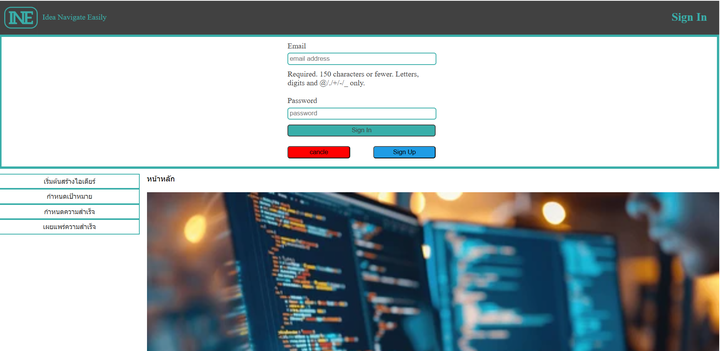 INE Idea Navigate Easily Sign In
Email
email address
Required. 150 characters or fewer. Letters,
digits and @/./+/-/_ only.
Password
password
Sign In
Sign Up
เริ่มต้นสร้างไอเดียร์
กำหนดเป้าหมาย
กำหนดความสำเร็จ
เผยแพร่ความสำเร็จ
หน้าหลัก